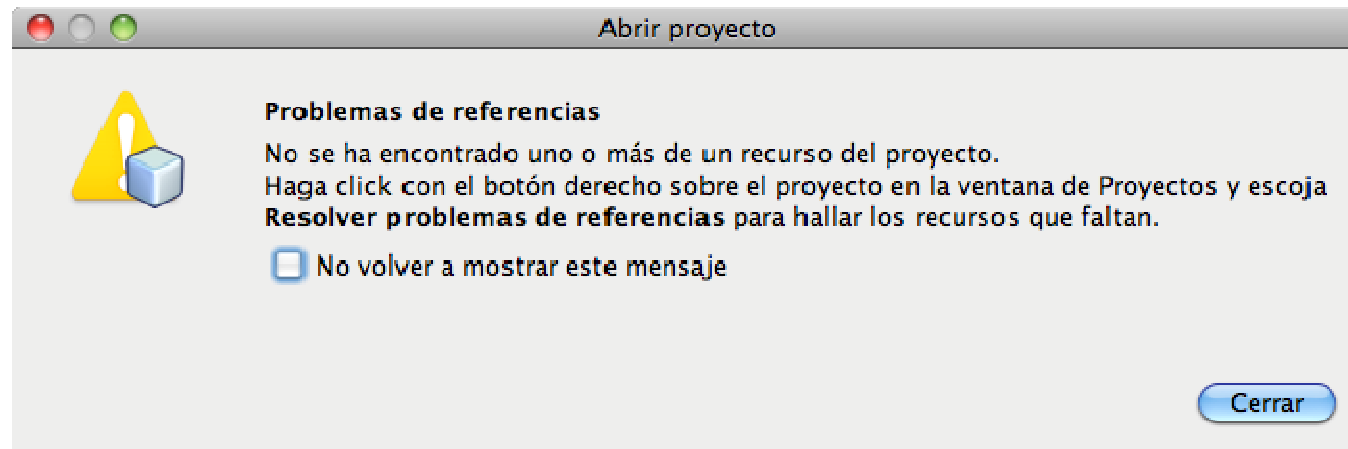 Abrir proyecto
Problemas de referencias
No se ha encontrado uno o más de un recurso del proyecto.
Haga click con el botón derecho sobre el proyecto en la ventana de Proyectos y escoja
Resolver problemas de referencias para hallar los recursos que faltan.
No volver a mostrar este mensaje
Cerrar